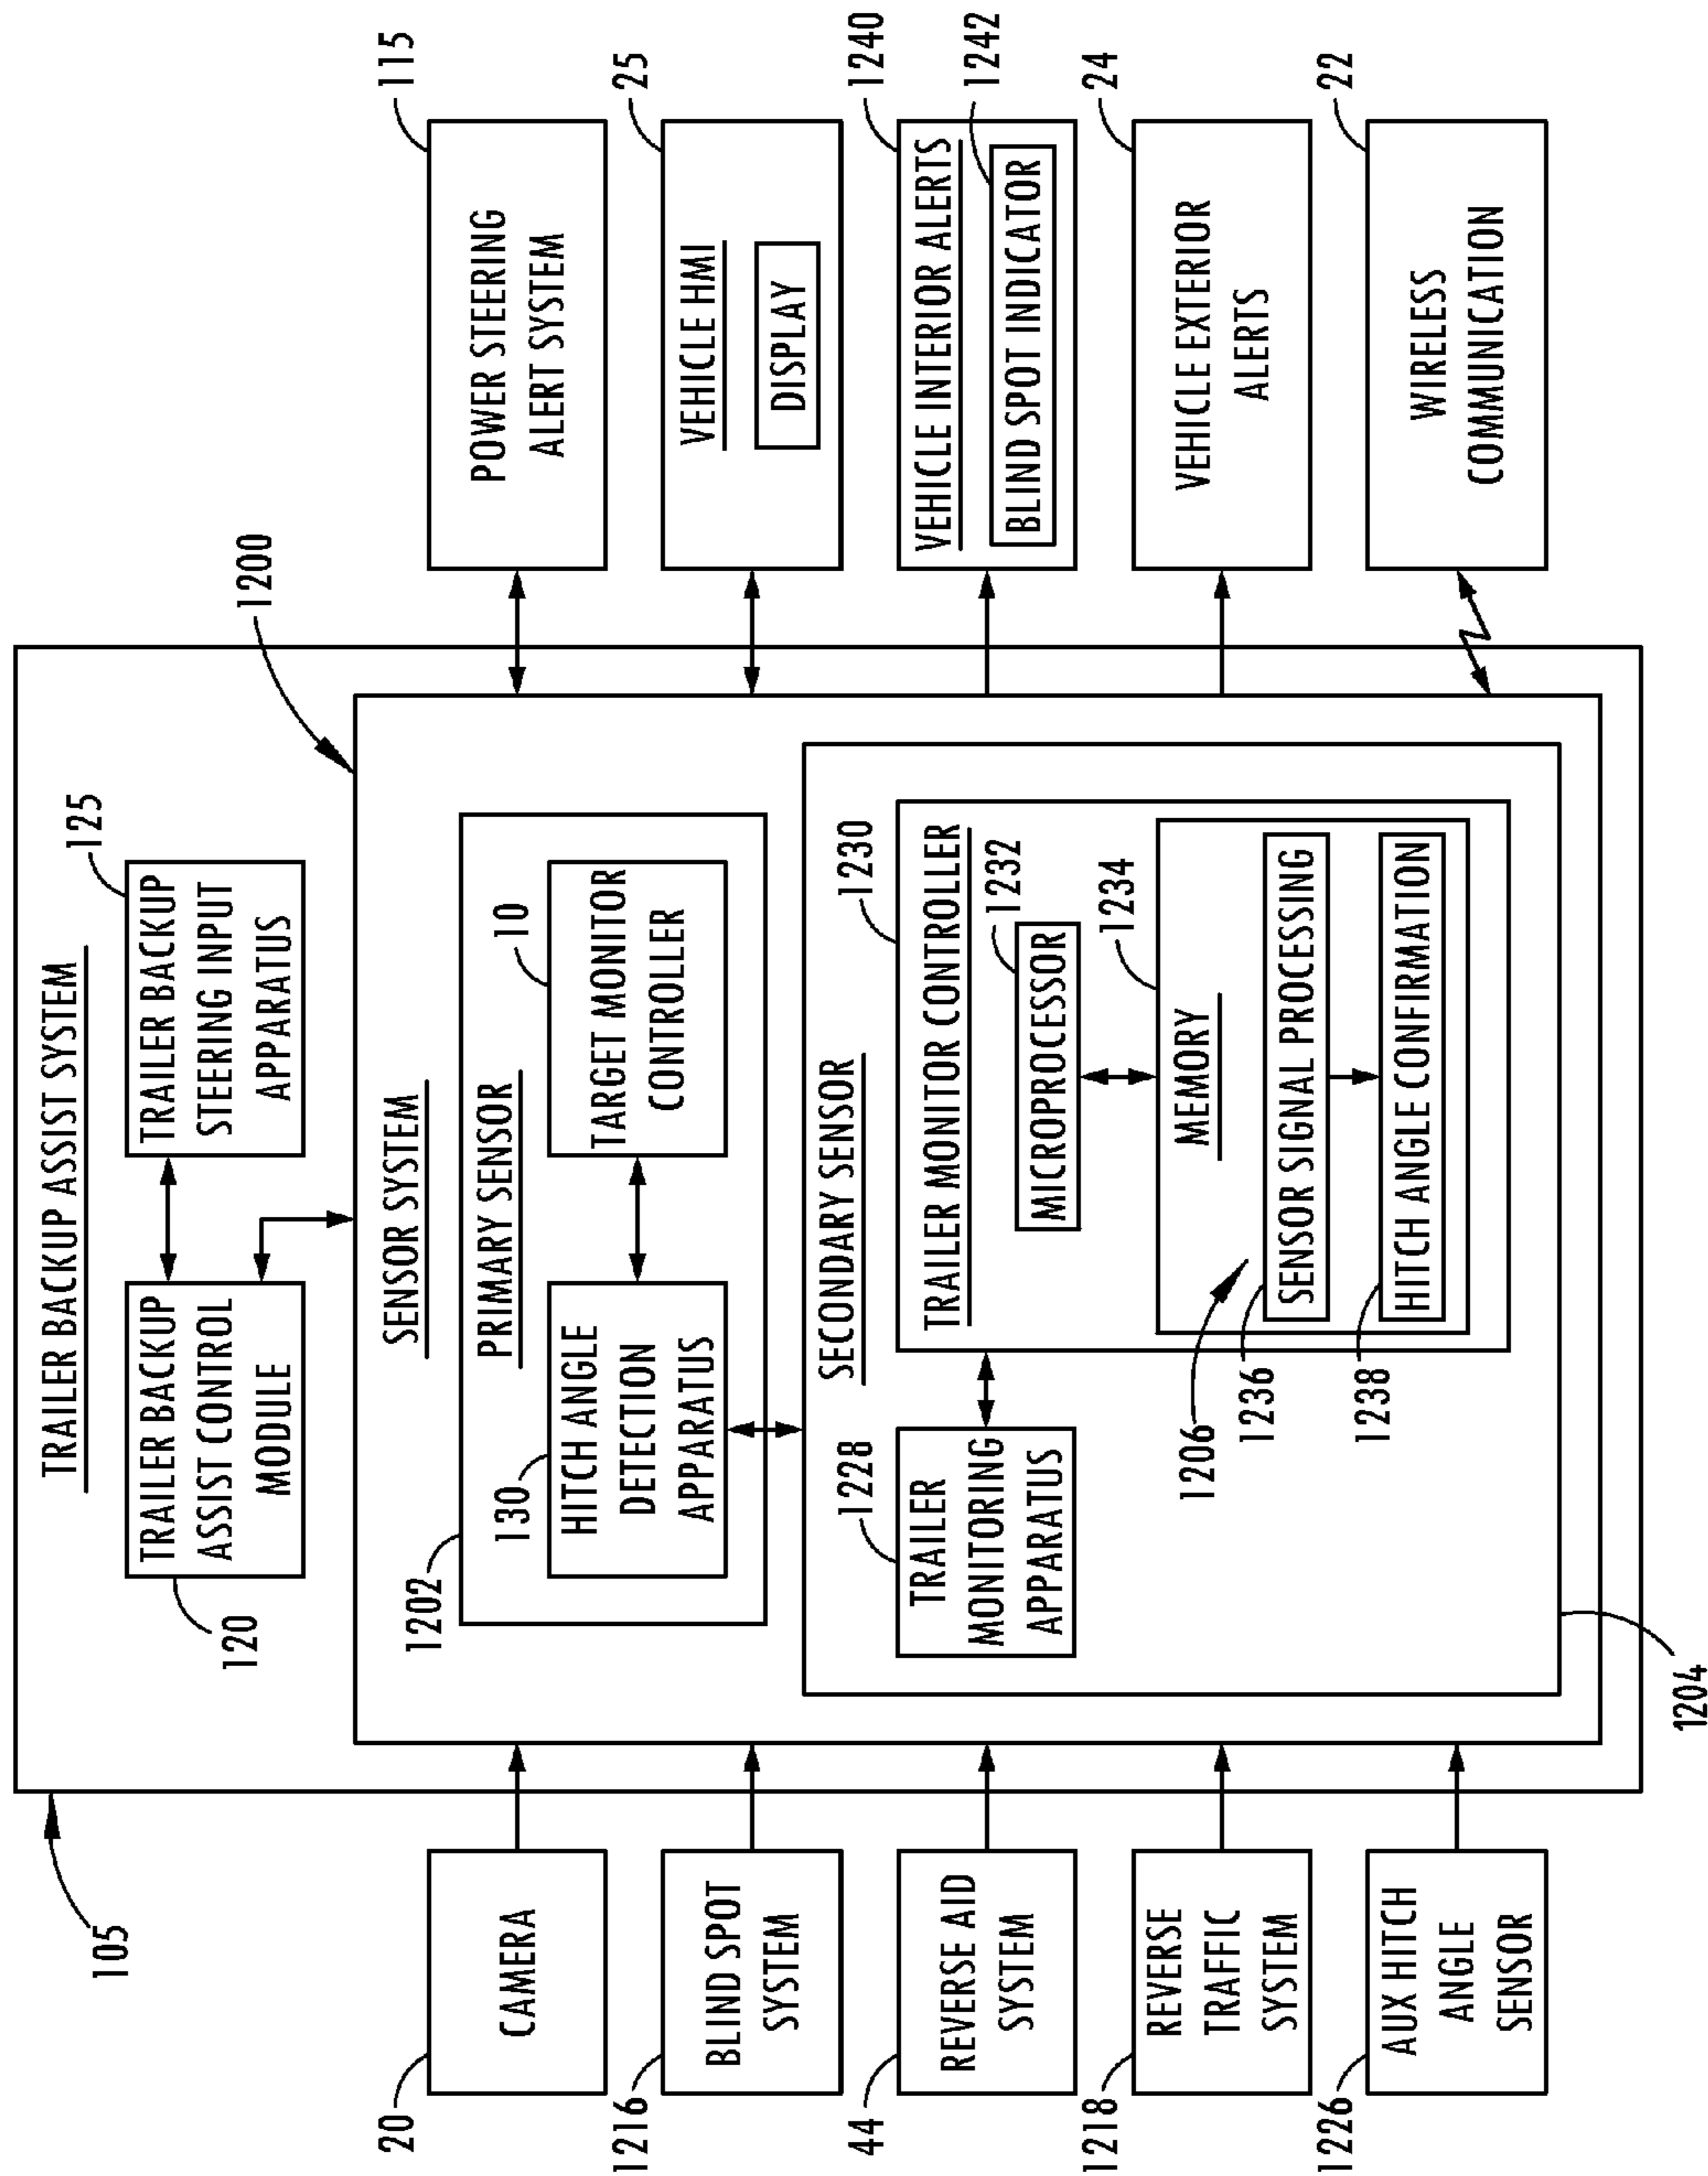 105
TRAILER BACKUP ASSIST SYSTEM
120
TRAILER BACKUP
ASSIST CONTROL
MODULE
125
TRAILER BACKUP
STEERING INPUT
APPARATUS
1200
SENSOR SYSTEM
1202
PRIMARY SENSOR
130
HITCH ANGLE
DETECTION
APPARATUS
10
TARGET MONITOR
CONTROLLER
SECONDARY SENSOR
1228
TRAILER
MONITORING
APPARATUS
1230
TRAILER MONITOR CONTROLLER
1232
MICROPROCESSOR
1234
MEMORY
1206
1236
SENSOR SIGNAL PROCESSING
1238
HITCH ANGLE CONFIRMATION
1204
20
CAMERA
1216
BLIND SPOT
SYSTEM
44
REVERSE AID
SYSTEM
1218
REVERSE
TRAFFIC
SYSTEM
1226
AUX HITCH
ANGLE
SENSOR
115
POWER STEERING
ALERT SYSTEM
25
VEHICLE HMI
DISPLAY
1240
VEHICLE INTERIOR ALERTS
1242
BLIND SPOT INDICATOR
24
VEHICLE EXTERIOR
ALERTS
22
WIRELESS
COMMUNICATION